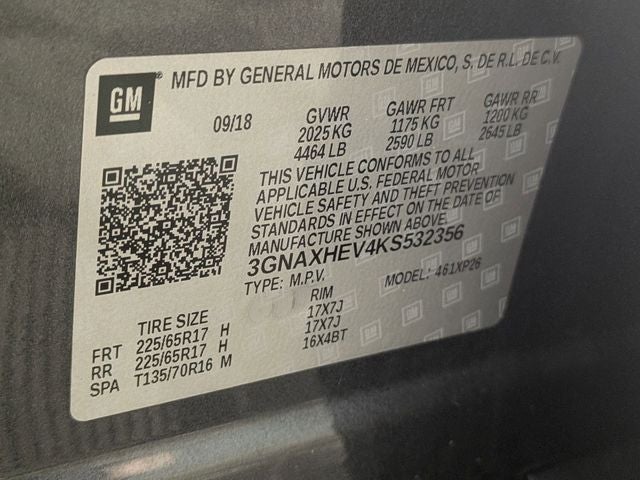 GM ® MFD BY GENERAL MOTORS DE MEXICO, S. DE R.L. DE C.V.
09/18 GVWR GAWR FRT GAWR RR
2025 KG 1175 KG 1200 KG
4464 LB 2590 LB 2645 LB
THIS VEHICLE CONFORMS TO ALL
APPLICABLE U.S. FEDERAL MOTOR
VEHICLE SAFETY AND THEFT PREVENTION
STANDARDS IN EFFECT ON THE DATE OF
MANUFACTURE SHOWN ABOVE.
3GNAXHEV4KS532356
TYPE: M.P.V. MODEL: 461XP26
TIRE SIZE RIM
FRT 225/65R17 H 17X7J
RR 225/65R17 H 17X7J
SPA T135/70R16 M 16X4BT